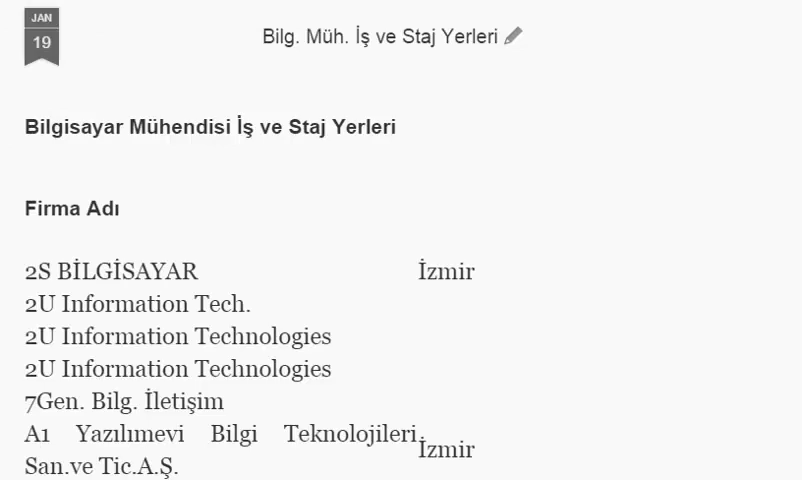 JAN
19
Bilg. Müh. İş ve Staj Yerleri
Bilgisayar Mühendisi İş ve Staj Yerleri
Firma Adı
2S BİLGİSAYAR İzmir
2U Information Tech.
2U Information Technologies
2U Information Technologies
7Gen. Bilg. İletişim
A1 Yazılımevi Bilgi Teknolojileri
San.ve Tic.A.Ş. İzmir